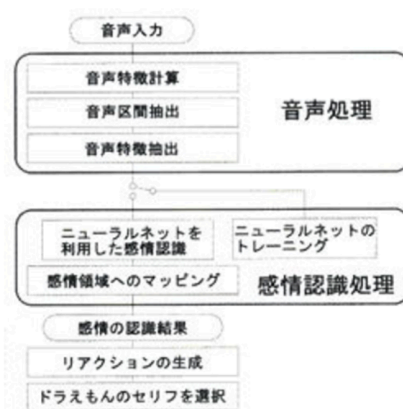 音声入力
音声特徴計算
音声区間抽出
音声特徴抽出
音声処理
ニューラルネットを
利用した感情認識
ニューラルネットの
トレーニング
感情領域へのマッピング
感情認識処理
感情の認識結果
リアクションの生成
ドラえもんのセリフを選択